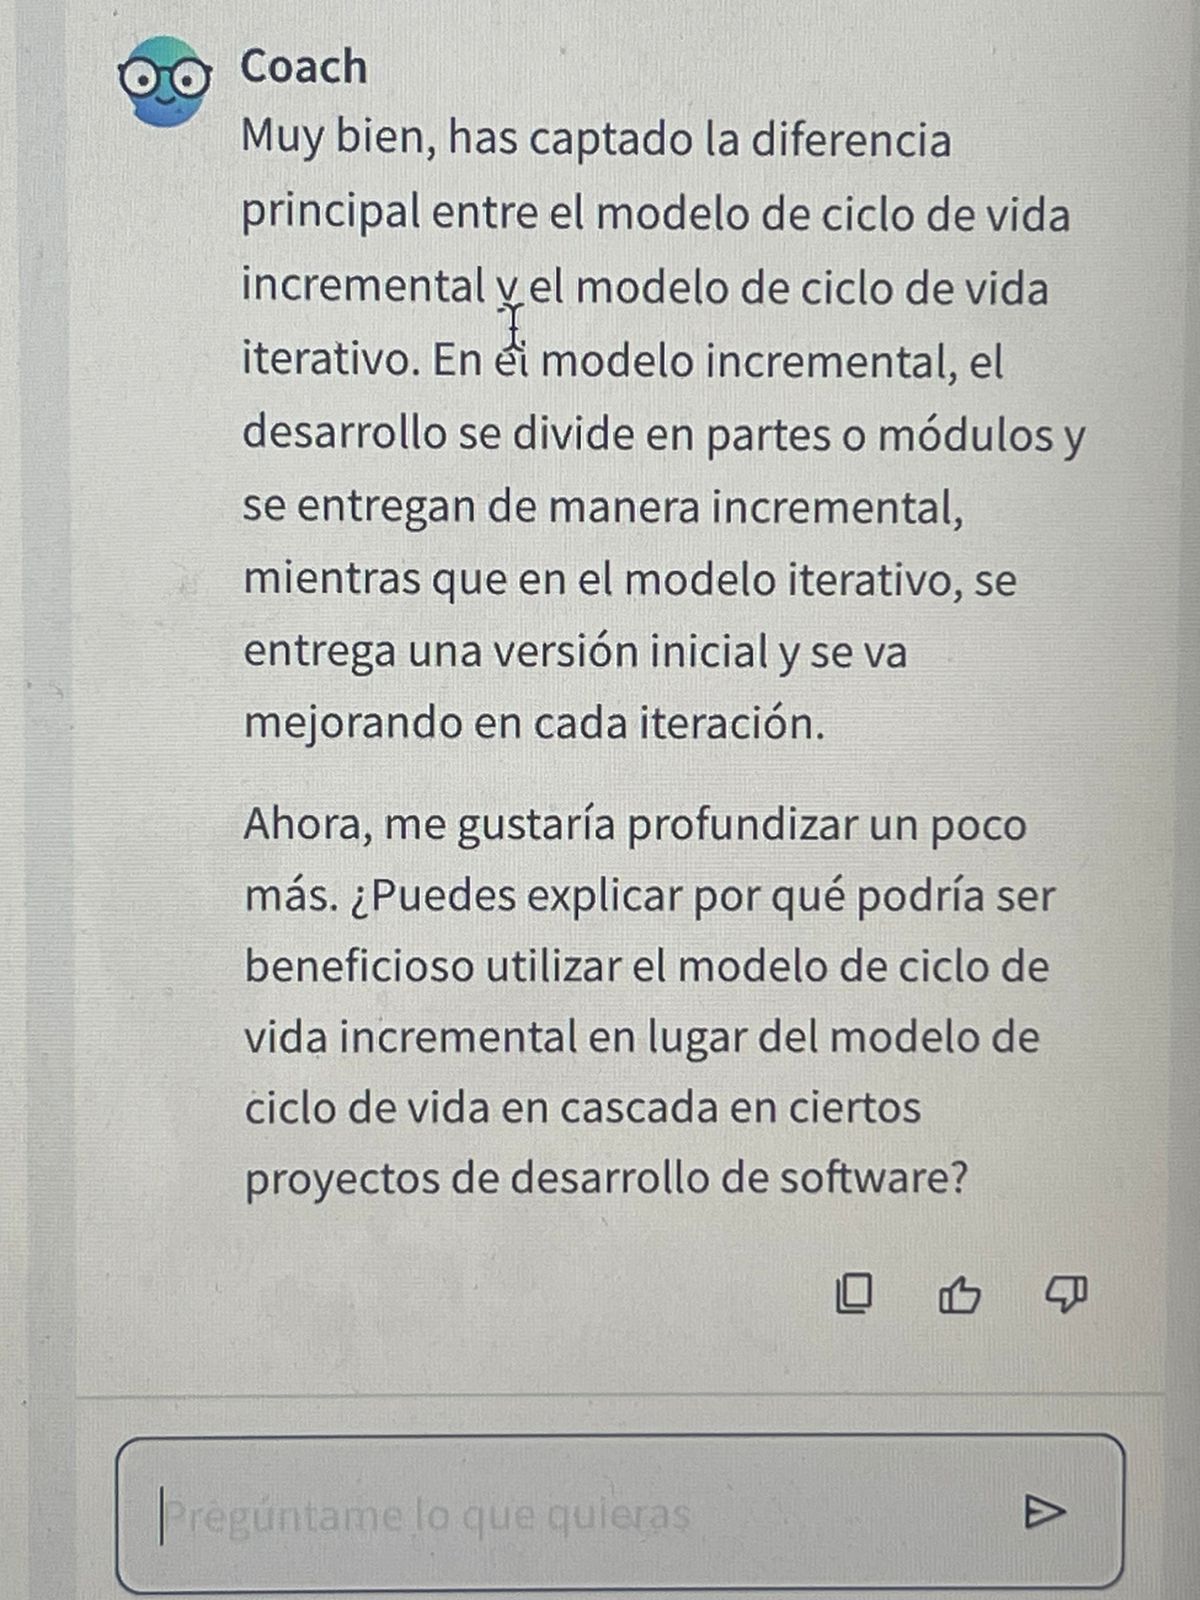 Coach
Muy bien, has captado la diferencia
principal entre el modelo de ciclo de vida
incremental y el modelo de ciclo de vida
iterativo. En el modelo incremental, el
desarrollo se divide en partes o módulos y
se entregan de manera incremental,
mientras que en el modelo iterativo, se
entrega una versión inicial y se va
mejorando en cada iteración.
Ahora, me gustaría profundizar un poco
más. ¿Puedes explicar por qué podría ser
beneficioso utilizar el modelo de ciclo de
vida incremental en lugar del modelo de
ciclo de vida en cascada en ciertos
proyectos de desarrollo de software?
Pregúntame lo que quieras